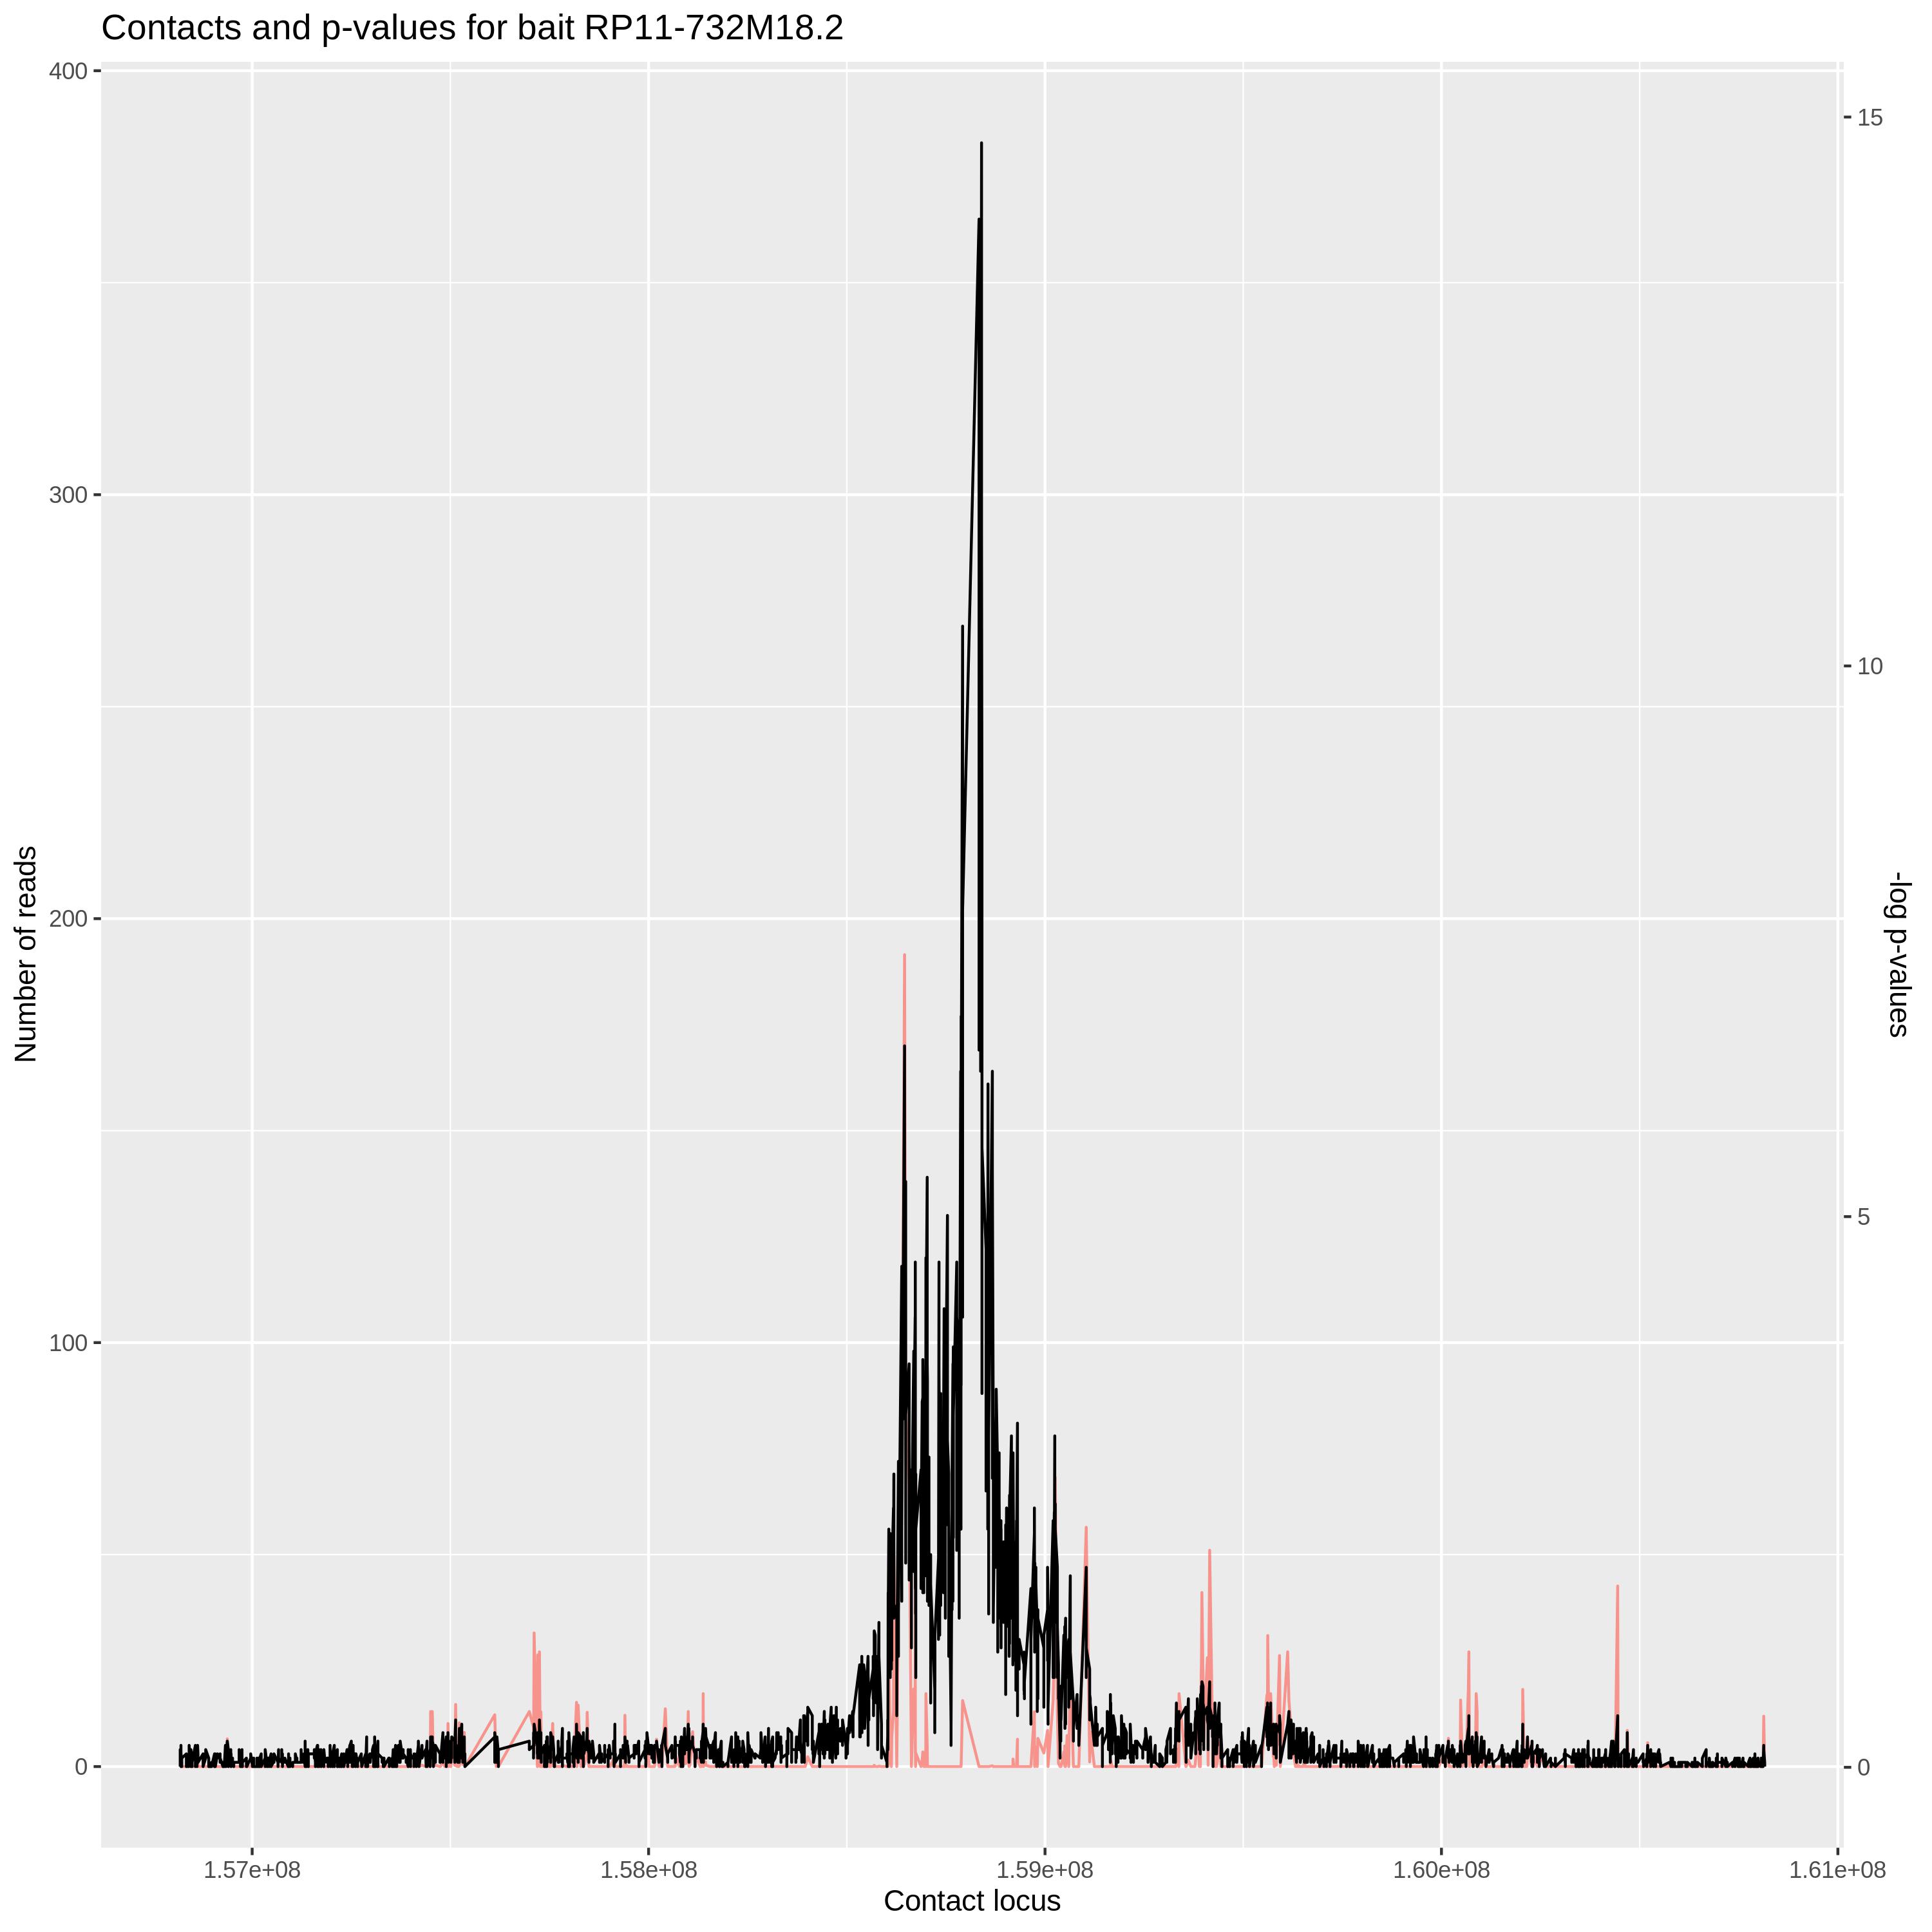 Contacts and p-values for bait RP11-732M18.2
400
300
200
100
0
Number of reads
15
10
5
0
-log p-values
1.57e+08
1.58e+08
1.59e+08
1.60e+08
1.61e+08
Contact locus